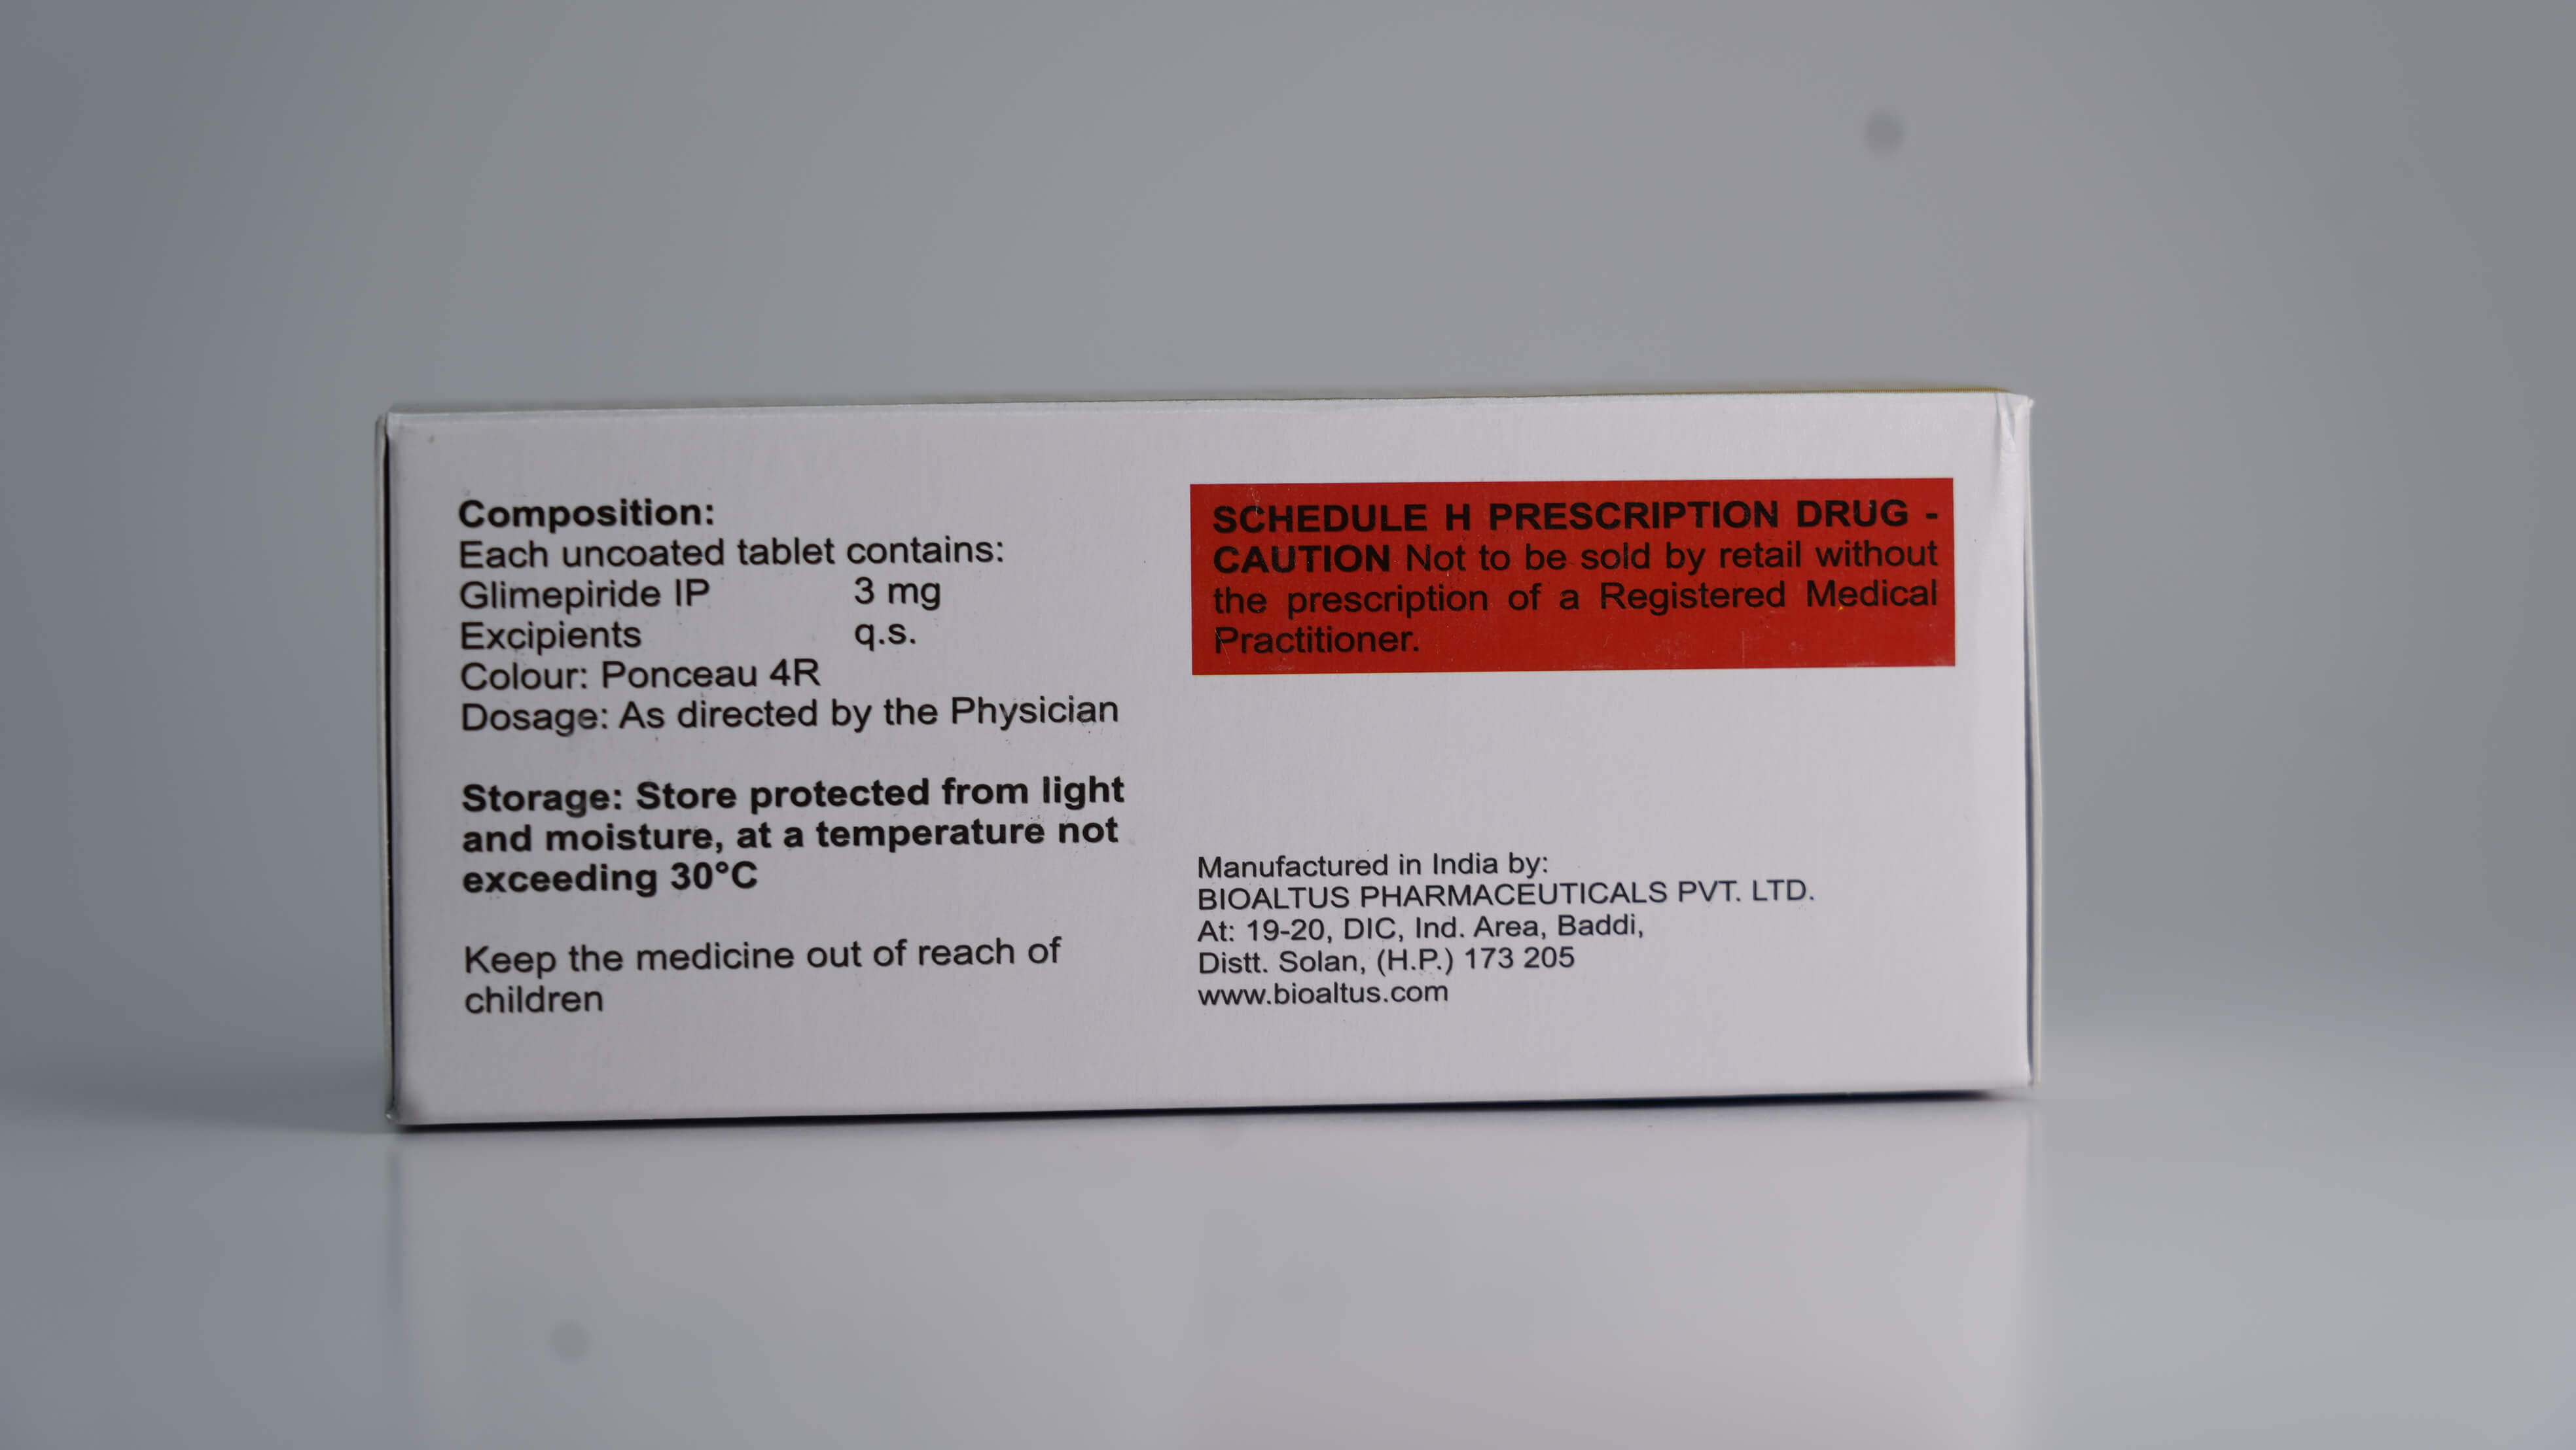 Composition:
Each uncoated tablet contains:
Glimepiride IP 3 mg
Excipients q.s.
Colour: Ponceau 4R
Dosage: As directed by the Physician
Storage: Store protected from light
and moisture, at a temperature not
exceeding 30°C
Keep the medicine out of reach of
children
SCHEDULE H PRESCRIPTION DRUG -
CAUTION Not to be sold by retail without
the prescription of a Registered Medical
Practitioner.
Manufactured in India by:
BIOALTUS PHARMACEUTICALS PVT. LTD.
At: 19-20, DIC, Ind. Area, Baddi,
Distt. Solan, (H.P.) 173 205
www.bioaltus.com